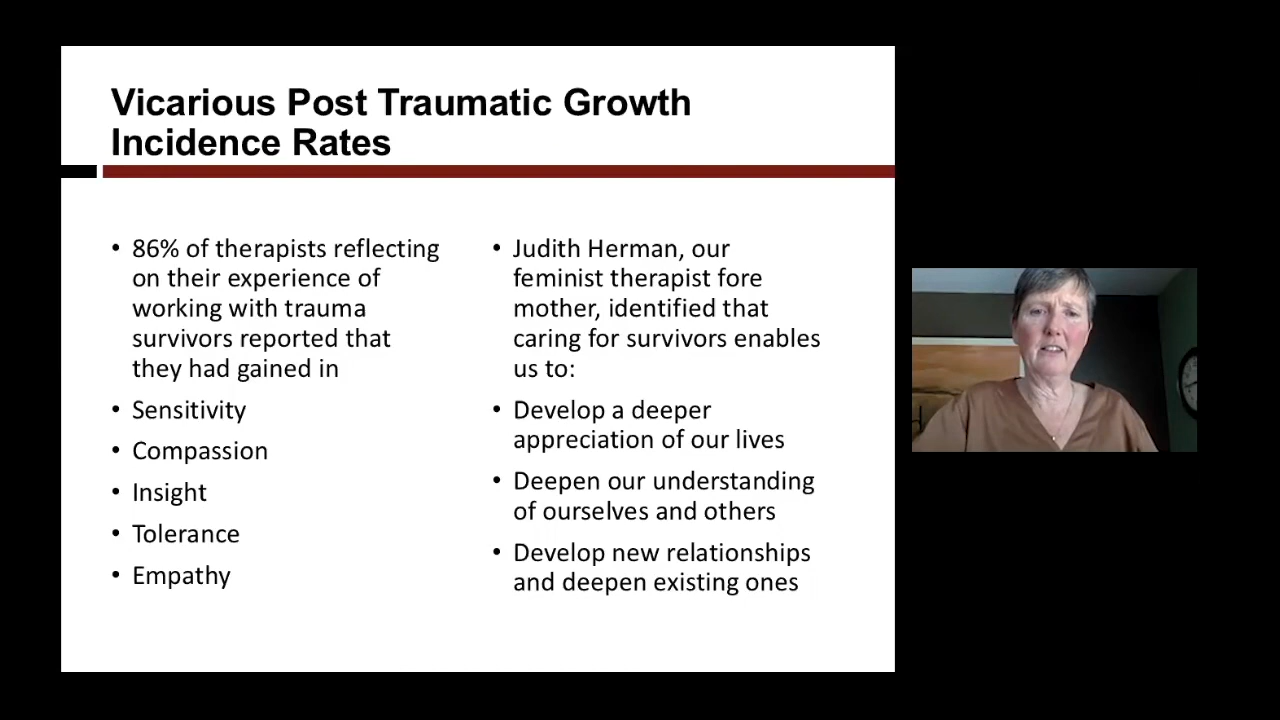 Vicarious Post Traumatic Growth
Incidence Rates
• 86% of therapists reflecting
on their experience of
working with trauma
survivors reported that
they had gained in
• Sensitivity
• Compassion
• Insight
• Tolerance
• Empathy
• Judith Herman, our
feminist therapist fore
mother, identified that
caring for survivors enables
us to:
• Develop a deeper
appreciation of our lives
• Deepen our understanding
of ourselves and others
• Develop new relationships
and deepen existing ones